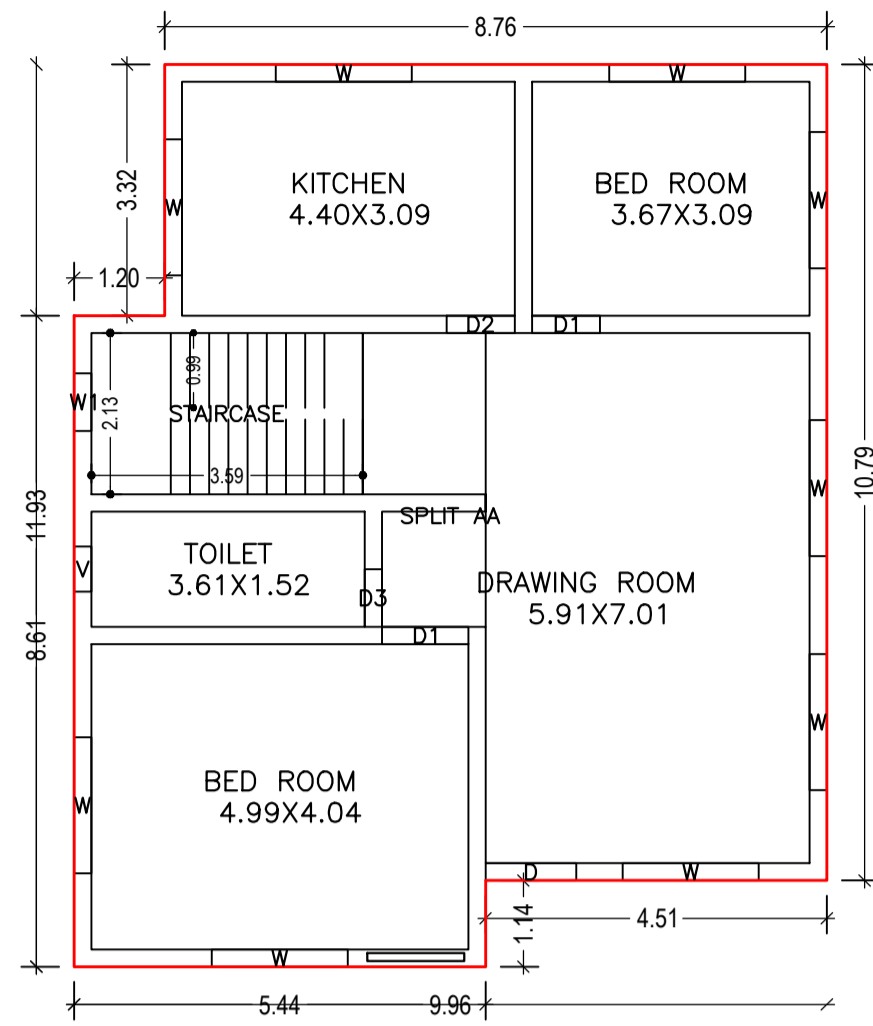 8.76
W
W
3.32
KITCHEN
4.40X3.09
BED ROOM
3.67X3.09
W
W
1.20
D2
D1
0.99
W1
2.13
STAIRCASE
3.59
W
10.79
11.93
SPLIT AA
TOILET
3.61X1.52
V
D3
DRAWING ROOM
5.91X7.01
D1
8.61
W
BED ROOM
4.99X4.04
W
D
W
1.14
4.51
W
5.44
9.96